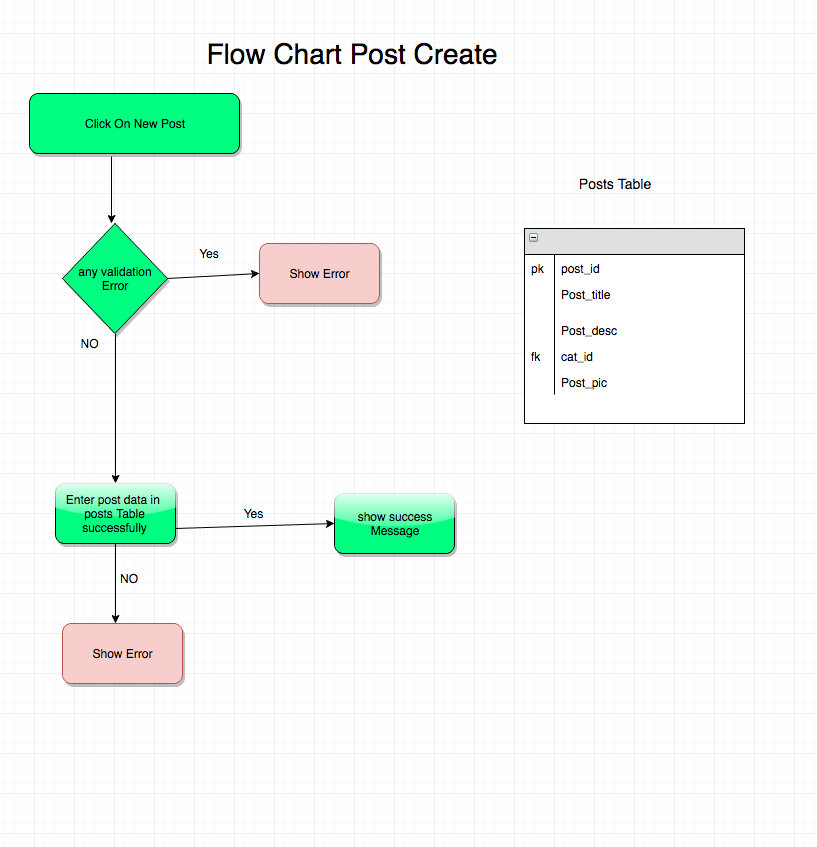 Flow Chart Post Create
Click On New Post
Posts Table
any validation
Error
Yes
Show Error
NO
pk post_id
Post_title
Post_desc
fk cat_id
Post_pic
Enter post data in
posts Table
successfully
Yes
show success
Message
NO
Show Error